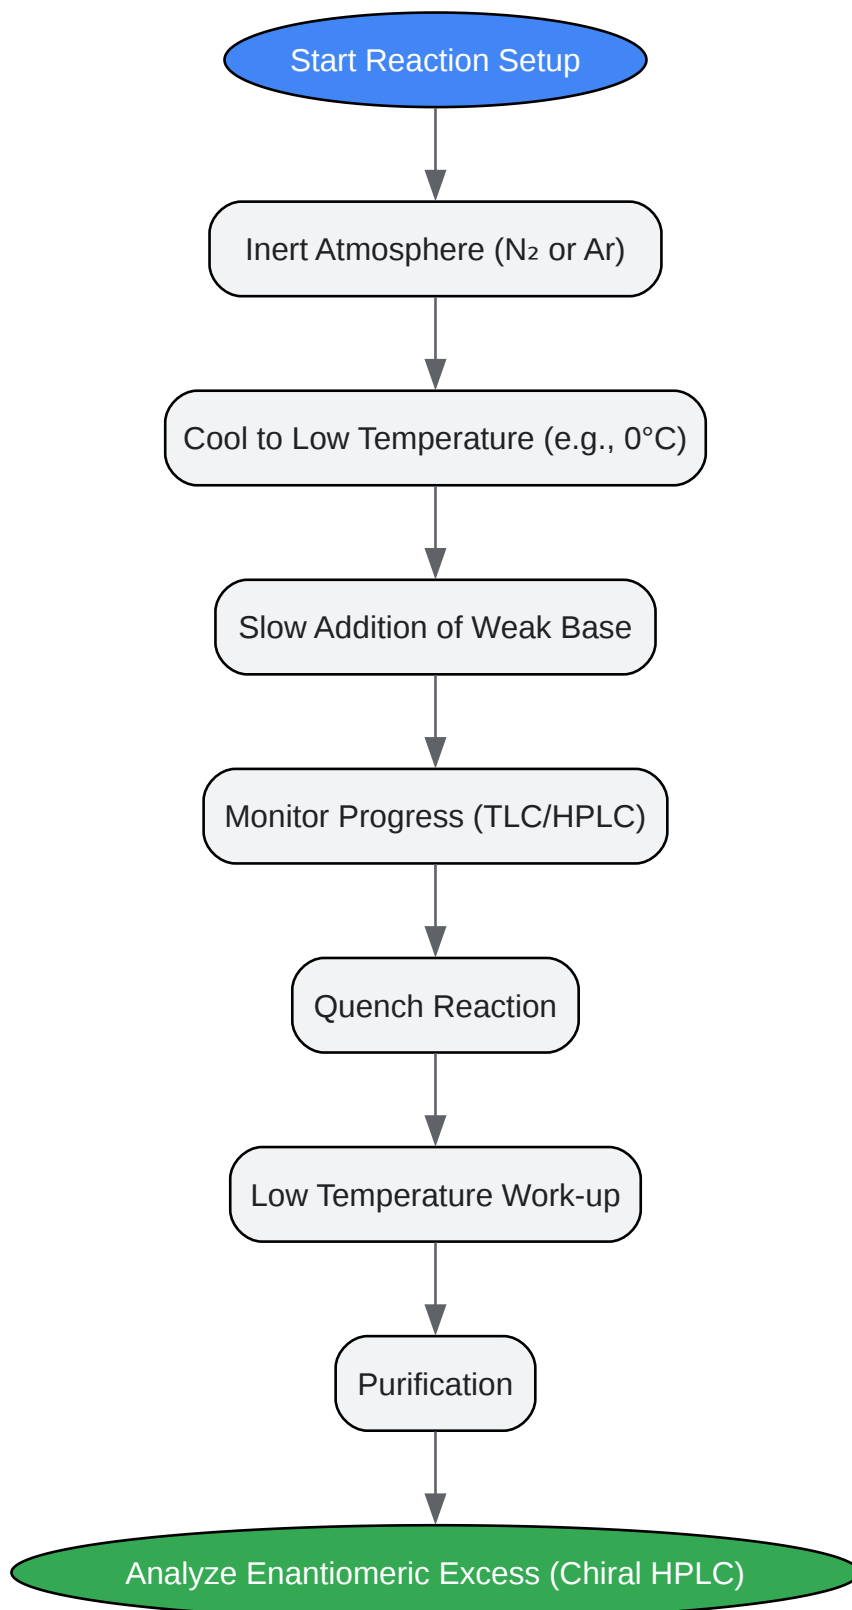 Start Reaction Setup
Inert Atmosphere (N₂ or Ar)
Cool to Low Temperature (e.g., 0°C)
Slow Addition of Weak Base
Monitor Progress (TLC/HPLC)
Quench Reaction
Low Temperature Work-up
Purification
Analyze Enantiomeric Excess (Chiral HPLC)